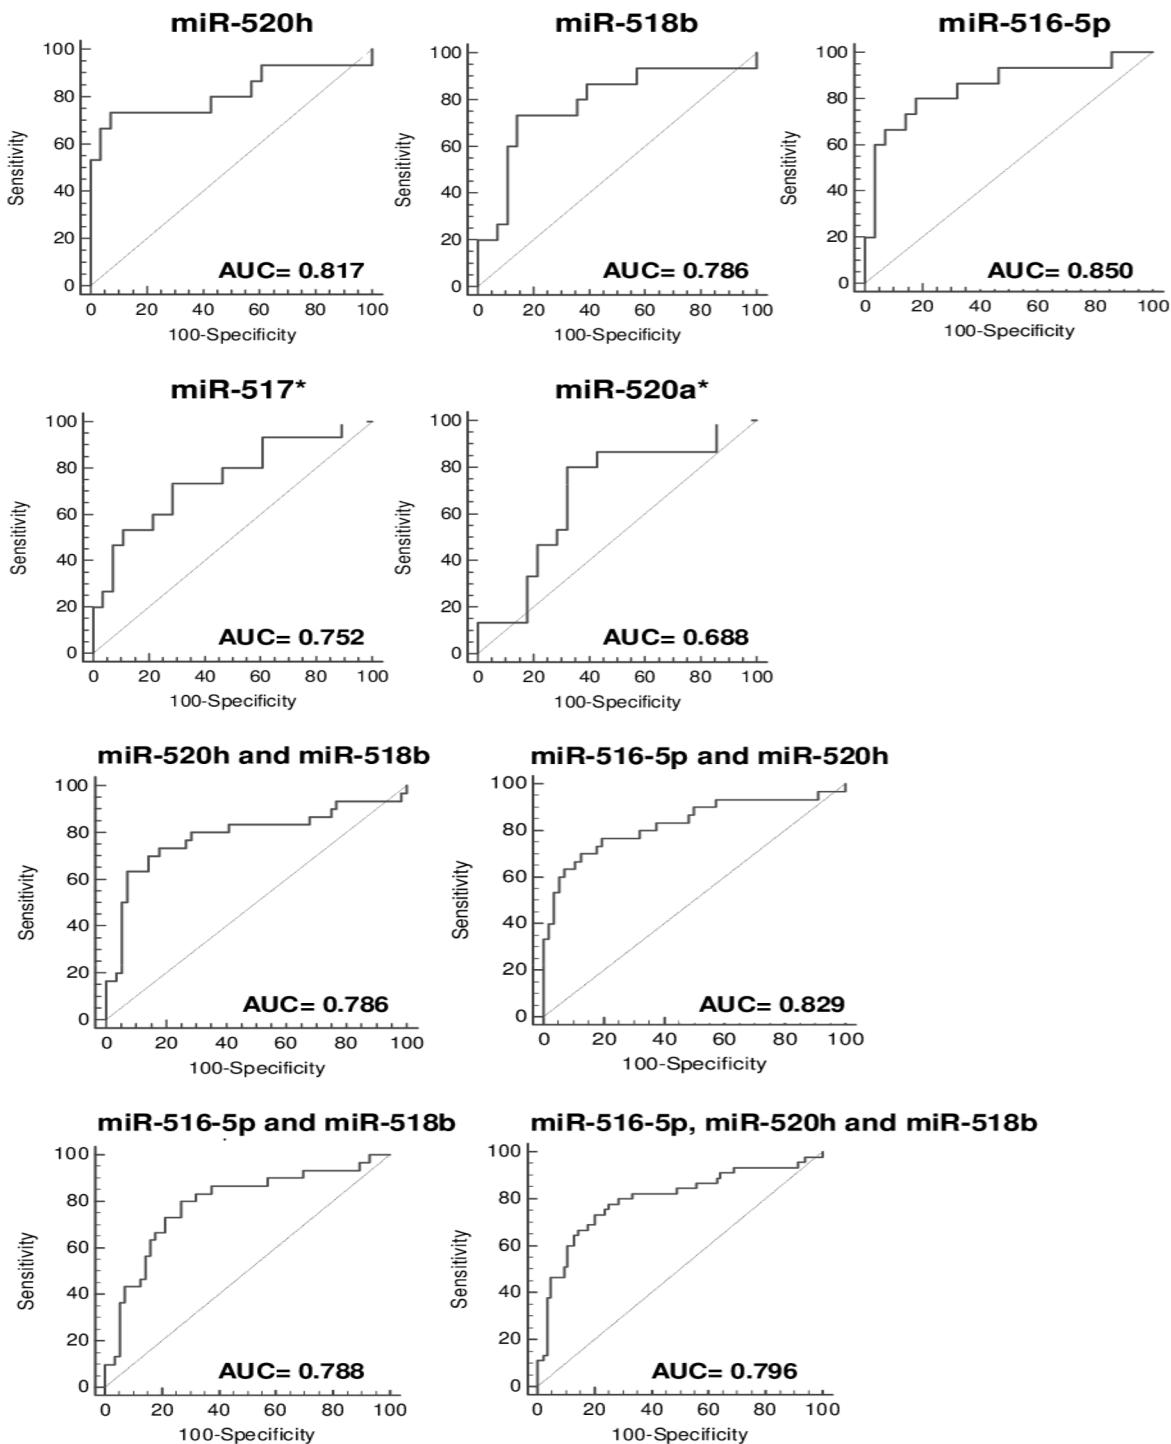 miR-520h
miR-518b
miR-516-5p
100
80
60
40
20
0
Sensitivity
AUC= 0.817
0 20 40 60 80 100
100-Specificity
100
80
60
40
20
0
Sensitivity
AUC= 0.786
0 20 40 60 80 100
100-Specificity
100
80
60
40
20
0
Sensitivity
AUC= 0.850
0 20 40 60 80 100
100-Specificity
miR-517*
miR-520a*
100
80
60
40
20
0
Sensitivity
AUC= 0.752
0 20 40 60 80 100
100-Specificity
100
80
60
40
20
0
Sensitivity
AUC= 0.688
0 20 40 60 80 100
100-Specificity
miR-520h and miR-518b
miR-516-5p and miR-520h
100
80
60
40
20
0
Sensitivity
AUC= 0.786
0 20 40 60 80 100
100-Specificity
100
80
60
40
20
0
Sensitivity
AUC= 0.829
0 20 40 60 80 100
100-Specificity
miR-516-5p and miR-518b
miR-516-5p, miR-520h and miR-518b
100
80
60
40
20
0
Sensitivity
AUC= 0.788
0 20 40 60 80 100
100-Specificity
100
80
60
40
20
0
Sensitivity
AUC= 0.796
0 20 40 60 80 100
100-Specificity